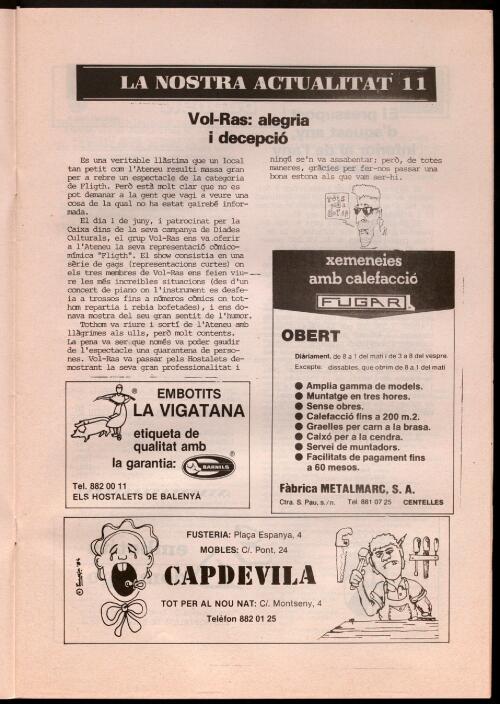 LA NOSTRA ACTUALITAT 11
Vol-Ras: alegria
i decepció
Es una veritable llàstima que un local
tan petit com l'Ateneu resulti massa gran
per a rebre un espectacle de la categoria
de Fligth. Però està molt clar que no es
pot demanar a la gent que vagi a veure una
cosa de la qual no ha estat gairebé infor-
mada.
El dia 1 de juny, i patrocinat per la
Caixa dins de la seva campanya de Diades
Culturals, el grup Vol-Ras ens va oferir
a l'Ateneu la seva representació còmico-
mímica "Fligth". El show consistia en una
sèrie de gags (representacions curtes) on
els tres membres de Vol-Ras ens feien viu-
re les més increïbles situacions (des d'un
concert de piano on l'instrument es desfe-
ia a trossos fins a números còmics on tot-
hom repartia i rebia bofetades), i ens do-
nava mostra del seu gran sentit de l'humor.
Tothom va riure i sortí de l'Ateneu amb
llàgrimes als ulls, però molt contents.
La pena va ser que només va poder gaudir
de l'espectacle una quarantena de perso-
nes. Vol-Ras va passar pels Hostalets de-
mostrant la seva gran professionalitat i
ningú se'n va assabentar; però, de totes
maneres, gràcies per fer-nos passar una
bona estona als que vam ser-hi.
xemeneies
amb calefacció
FUGAR
OBERT
Diàriament, de 8 a 1 del matí i de 3 a 8 del vespre.
Excepte: dissabtes, que obrim de 8 a 1 del matí
● Amplia gamma de models.
● Muntatge en tres hores.
● Sense obres.
● Calefacció fins a 200 m.2.
● Graelles per carn a la brasa.
● Caixó per a la cendra.
● Servei de muntadors.
● Facilitats de pagament fins
a 60 mesos.
Fàbrica METALMARC, S. A.
Ctra. S. Pau, s./n. Tel. 881 07 25 CENTELLES
EMBOTITS
LA VIGATANA
etiqueta de
qualitat amb
la garantia:
BARNILS
Tel. 882 00 11
ELS HOSTALETS DE BALENYÀ
FUSTERIA: Plaça Espanya, 4
MOBLES: C/. Pont, 24
CAPDEVILA
TOT PER AL NOU NAT: C/. Montseny, 4
Telèfon 882 01 25